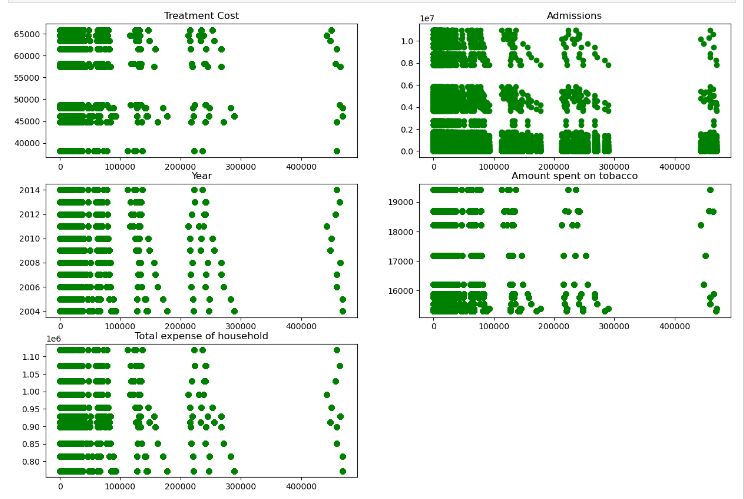 Treatment Cost
65000
60000
55000
50000
45000
40000
0 100000 200000 300000 400000
Admissions
1e7
1.0
0.8
0.6
0.4
0.2
0.0
0 100000 200000 300000 400000
Year
2014
2012
2010
2008
2006
2004
0 100000 200000 300000 400000
Amount spent on tobacco
19000
18000
17000
16000
0 100000 200000 300000 400000
Total expense of household
1e6
1.10
1.05
1.00
0.95
0.90
0.85
0.80
0 100000 200000 300000 400000